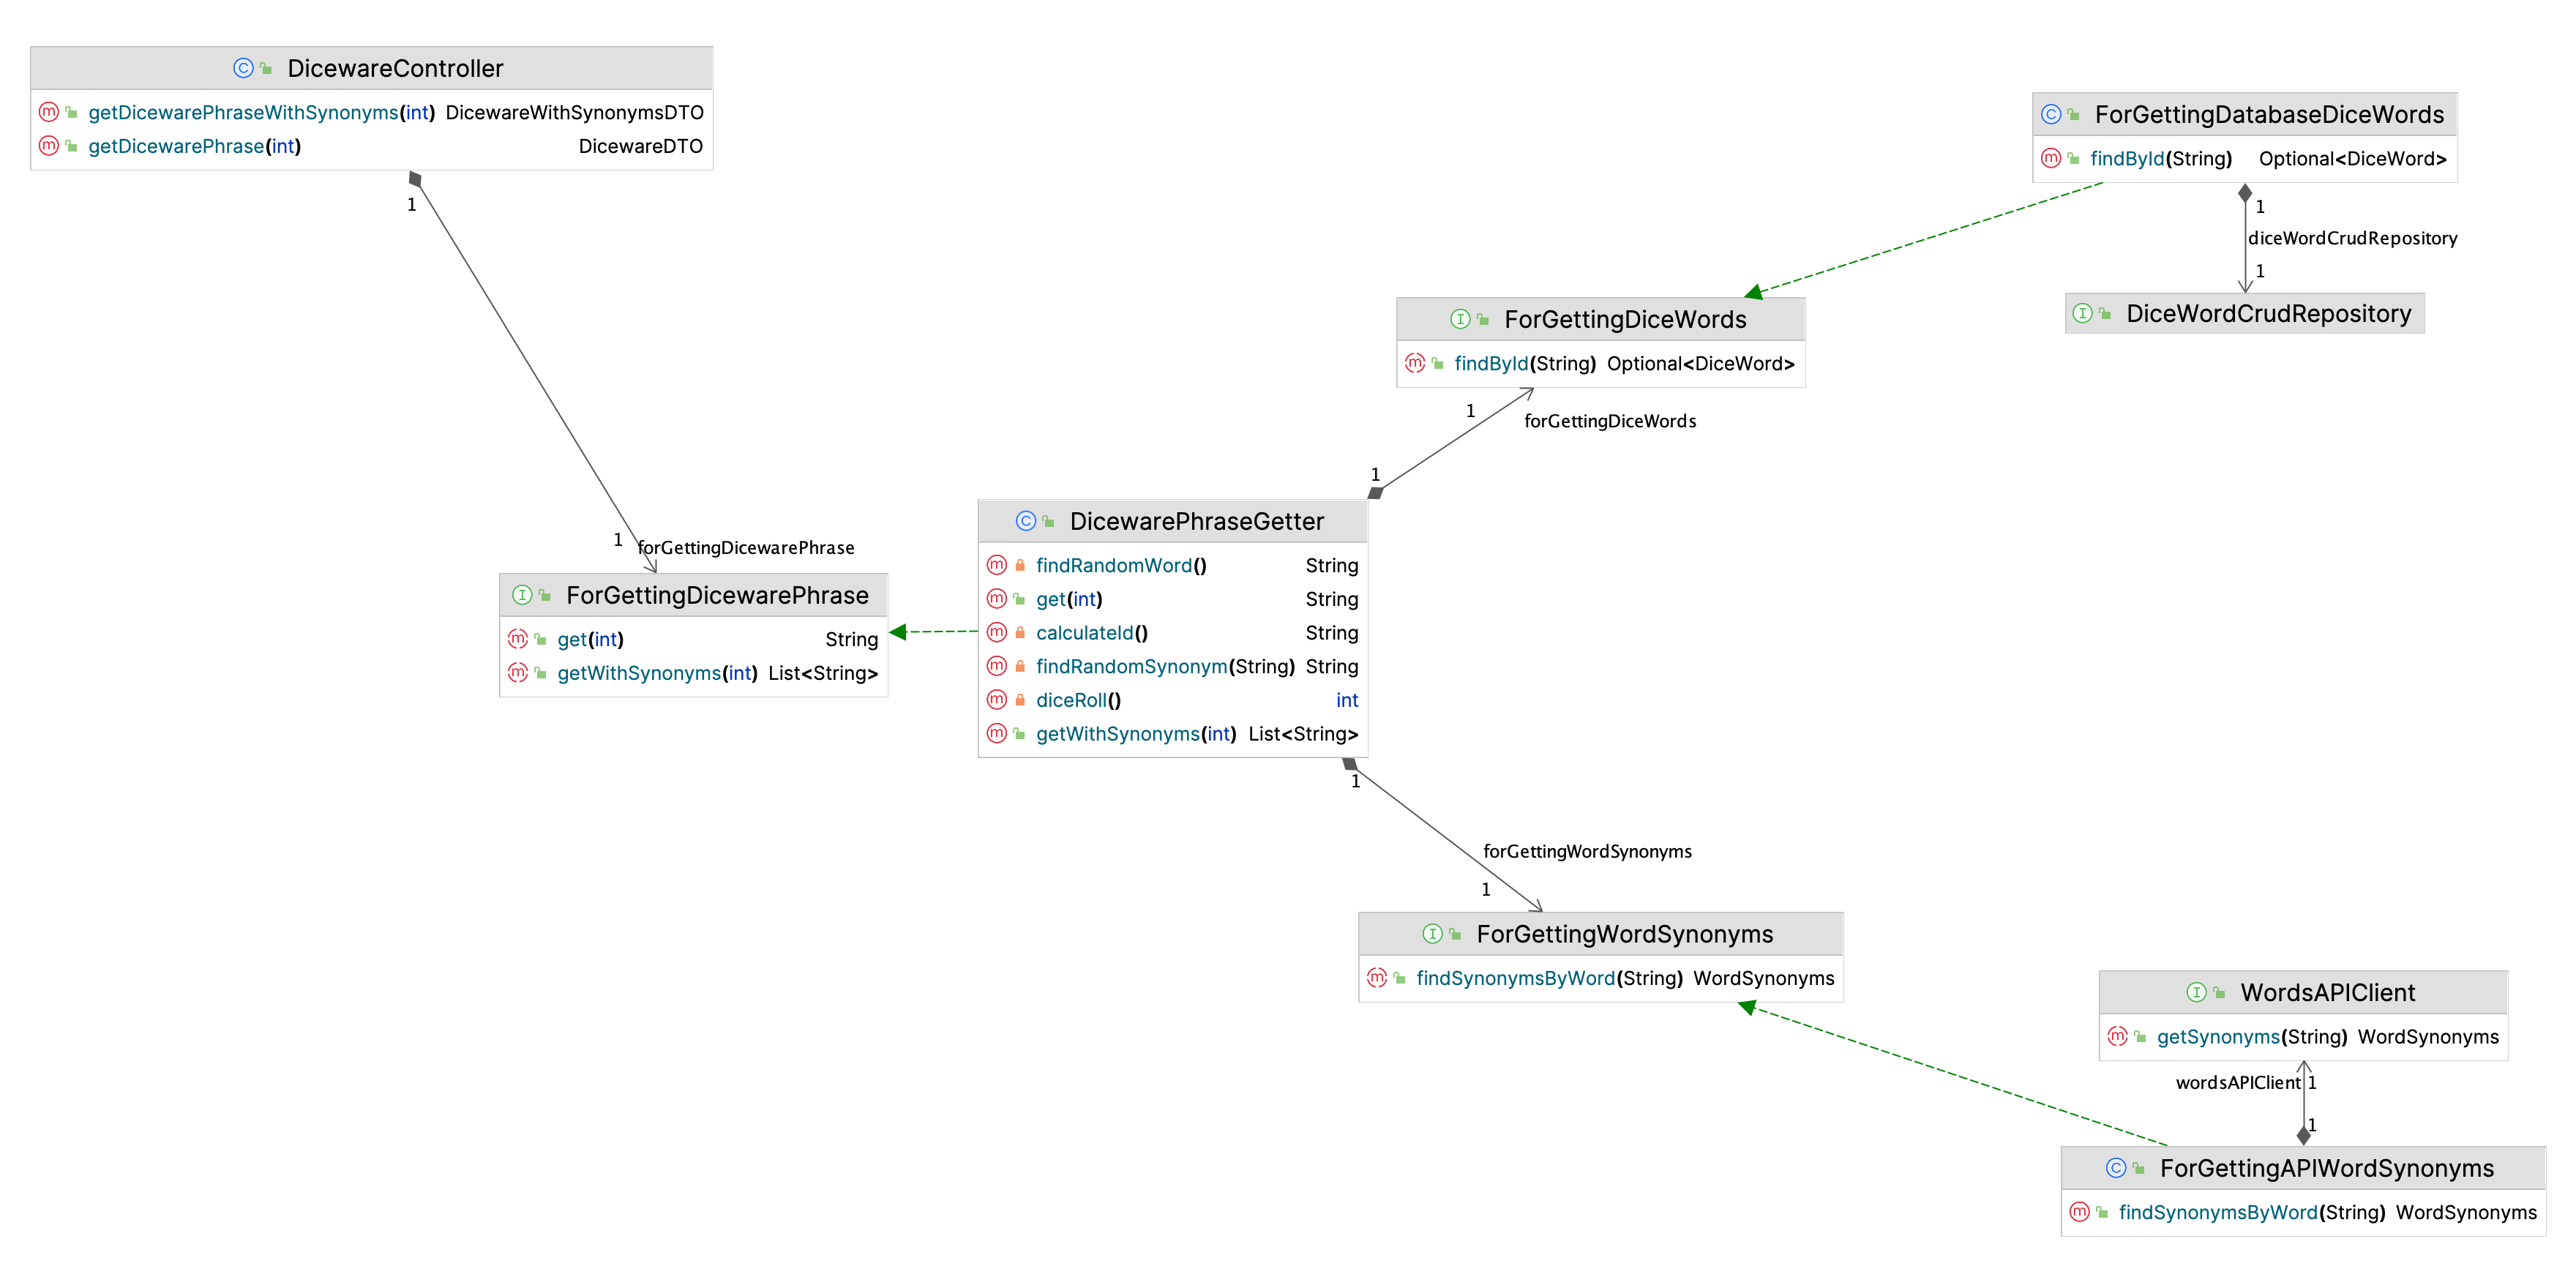 DicewareController
getDicewarePhraseWithSynonyms(int) DicewareWithSynonymsDTO
getDicewarePhrase(int) DicewareDTO
1
1
forGettingDicewarePhrase
ForGettingDicewarePhrase
get(int) String
getWithSynonyms(int) List<String>
DicewarePhraseGetter
findRandomWord() String
get(int) String
calculateId() String
findRandomSynonym(String) String
diceRoll() int
getWithSynonyms(int) List<String>
1
1
forGettingDiceWords
ForGettingDiceWords
findById(String) Optional<DiceWord>
ForGettingDatabaseDiceWords
findById(String) Optional<DiceWord>
1
diceWordCrudRepository
1
DiceWordCrudRepository
1
forGettingWordSynonyms
1
ForGettingWordSynonyms
findSynonymsByWord(String) WordSynonyms
WordsAPIClient
getSynonyms(String) WordSynonyms
wordsAPIClient 1
1
ForGettingAPIWordSynonyms
findSynonymsByWord(String) WordSynonyms